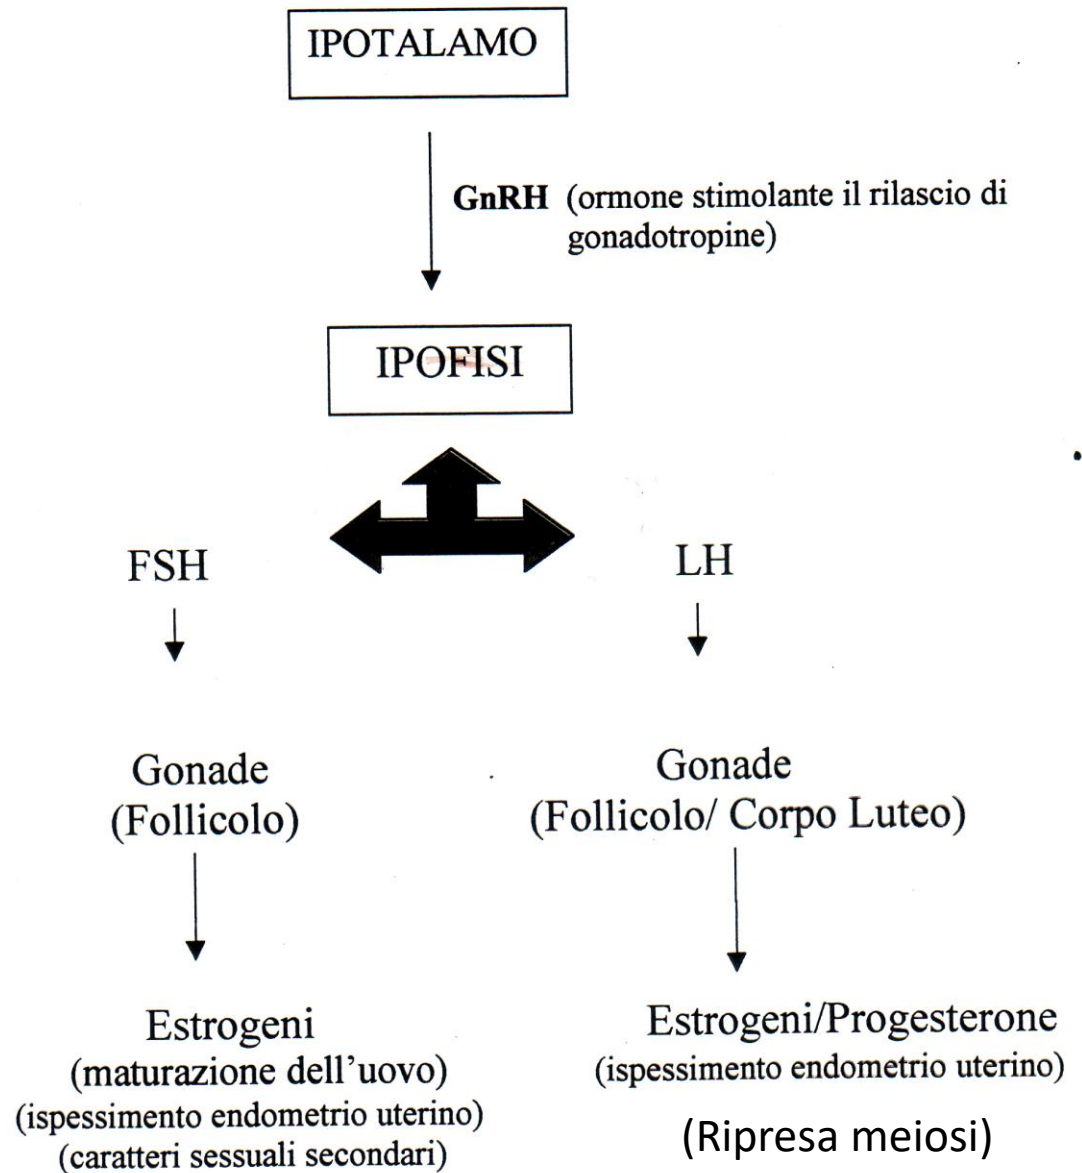 IPOTALAMO
GnRH (ormone stimolante il rilascio di
gonadotropine)
IPOFISI
FSH
LH
Gonade
(Follicolo)
Gonade
(Follicolo/ Corpo Luteo)
Estrogeni
(maturazione dell'uovo)
(ispessimento endometrio uterino)
(caratteri sessuali secondari)
Estrogeni/Progesterone
(ispessimento endometrio uterino)
(Ripresa meiosi)